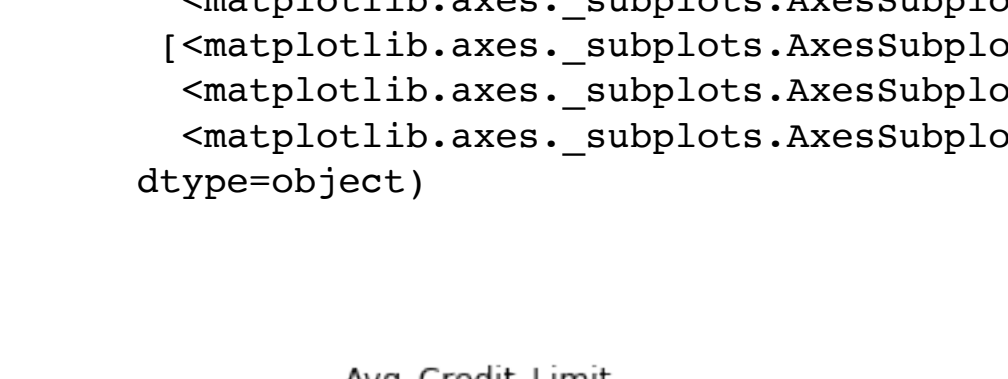 <matplotlib.axes._subplots.AxesSubplo
[<matplotlib.axes._subplots.AxesSubplo
<matplotlib.axes._subplots.AxesSubplo
<matplotlib.axes._subplots.AxesSubplo
dtype=object)
Avg_Credit_Limit